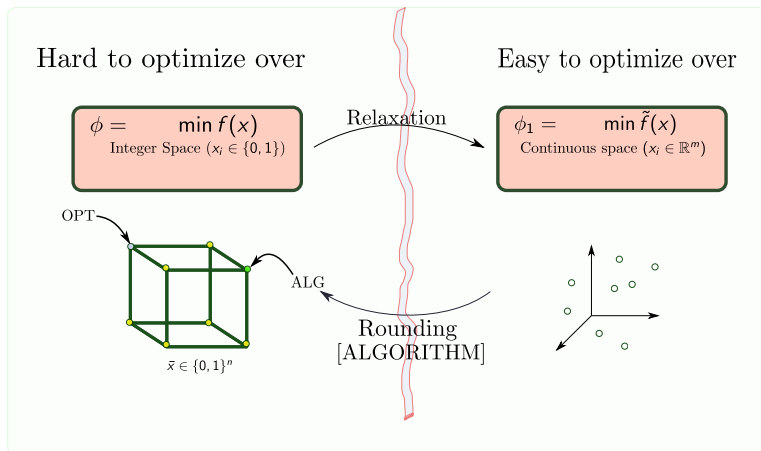 Hard to optimize over
Easy to optimize over
ϕ = min f(x)
Integer Space (xᵢ ∈ {0, 1})
Relaxation
ϕ₁ = min f̃(x)
Continuous space (xᵢ ∈ ℝᵐ)
OPT
ALG
Rounding
[ALGORITHM]
x̄ ∈ {0, 1}ⁿ